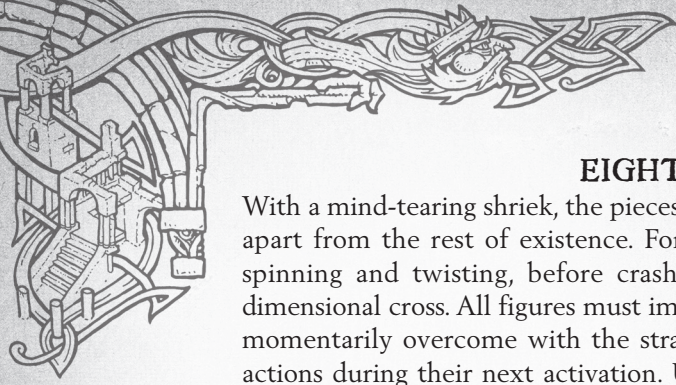 EIGHT
With a mind-tearing shriek, the pieces
apart from the rest of existence. For
spinning and twisting, before crash
dimensional cross. All figures must im
momentarily overcome with the stra
actions during their next activation. U